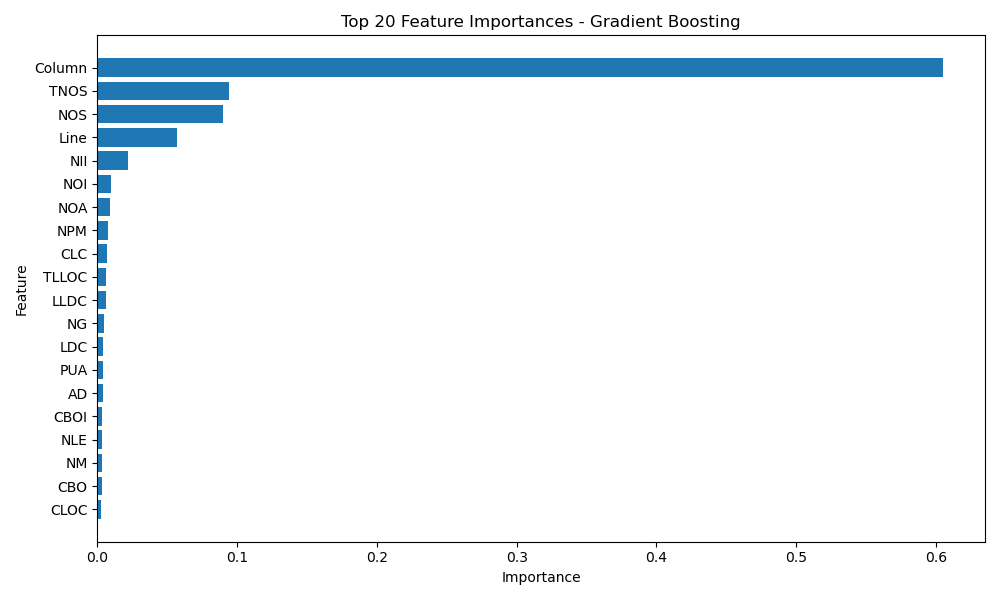 Top 20 Feature Importances - Gradient Boosting
Column
TNOS
NOS
Line
NII
NOI
NOA
NPM
CLC
TLLOC
LLDC
NG
LDC
PUA
AD
CBOI
NLE
NM
CBO
CLOC
Feature
0.0 0.1 0.2 0.3 0.4 0.5 0.6
Importance